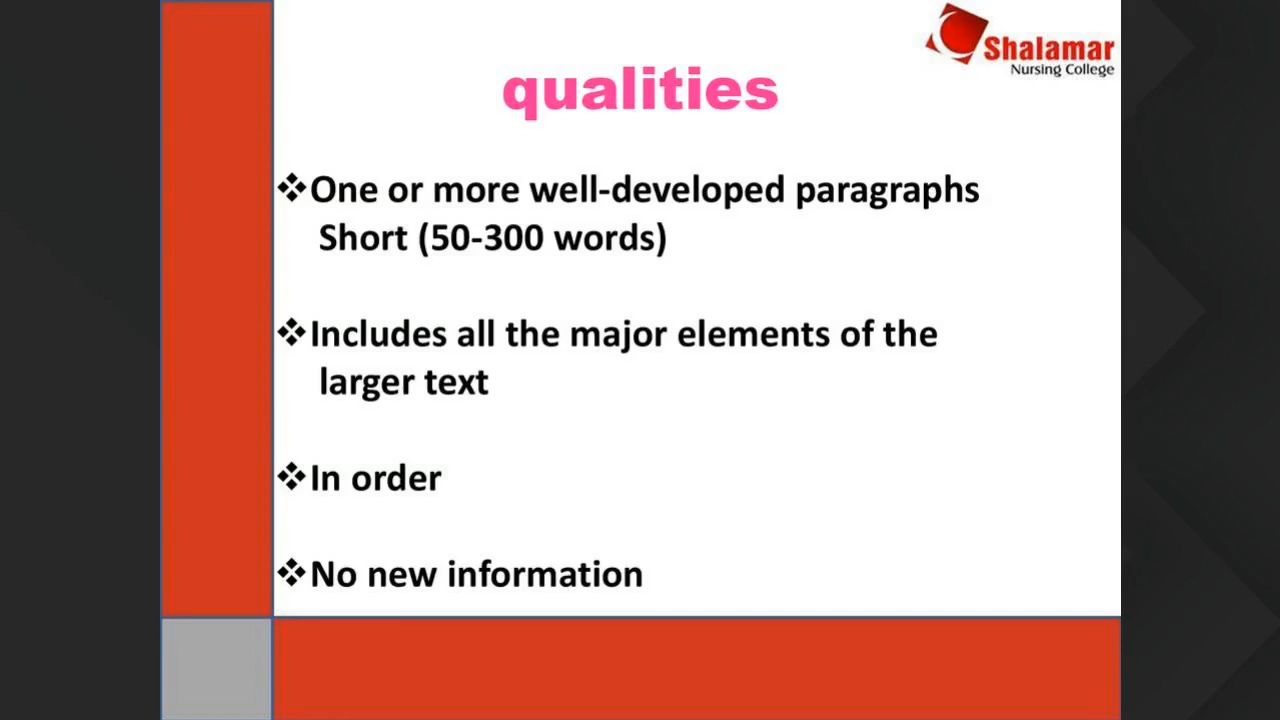 Shalamar
Nursing College
qualities
❖One or more well-developed paragraphs
Short (50-300 words)
❖Includes all the major elements of the
larger text
❖In order
❖No new information